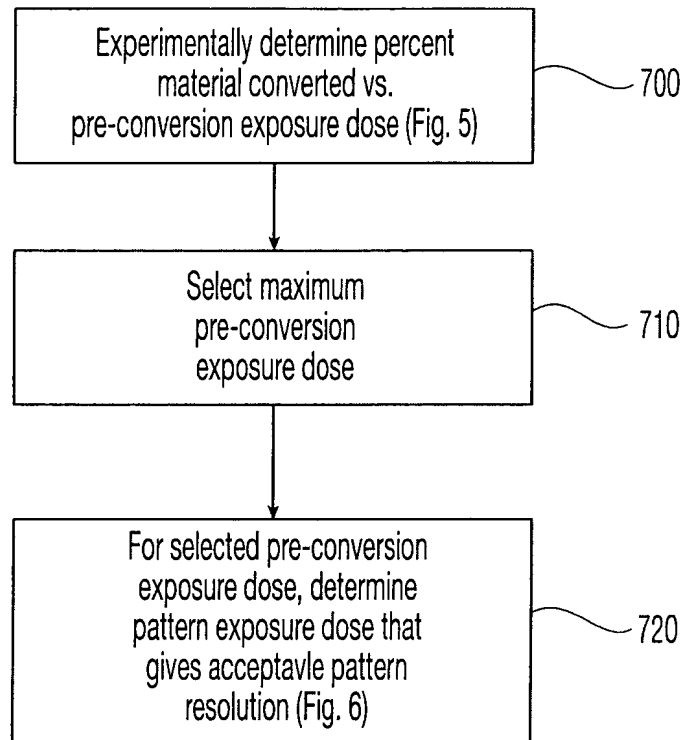 Experimentally determine percent
material converted vs.
pre-conversion exposure dose (Fig. 5)
700
Select maximum
pre-conversion
exposure dose
710
For selected pre-conversion
exposure dose, determine
pattern exposure dose that
gives acceptavle pattern
resolution (Fig. 6)
720